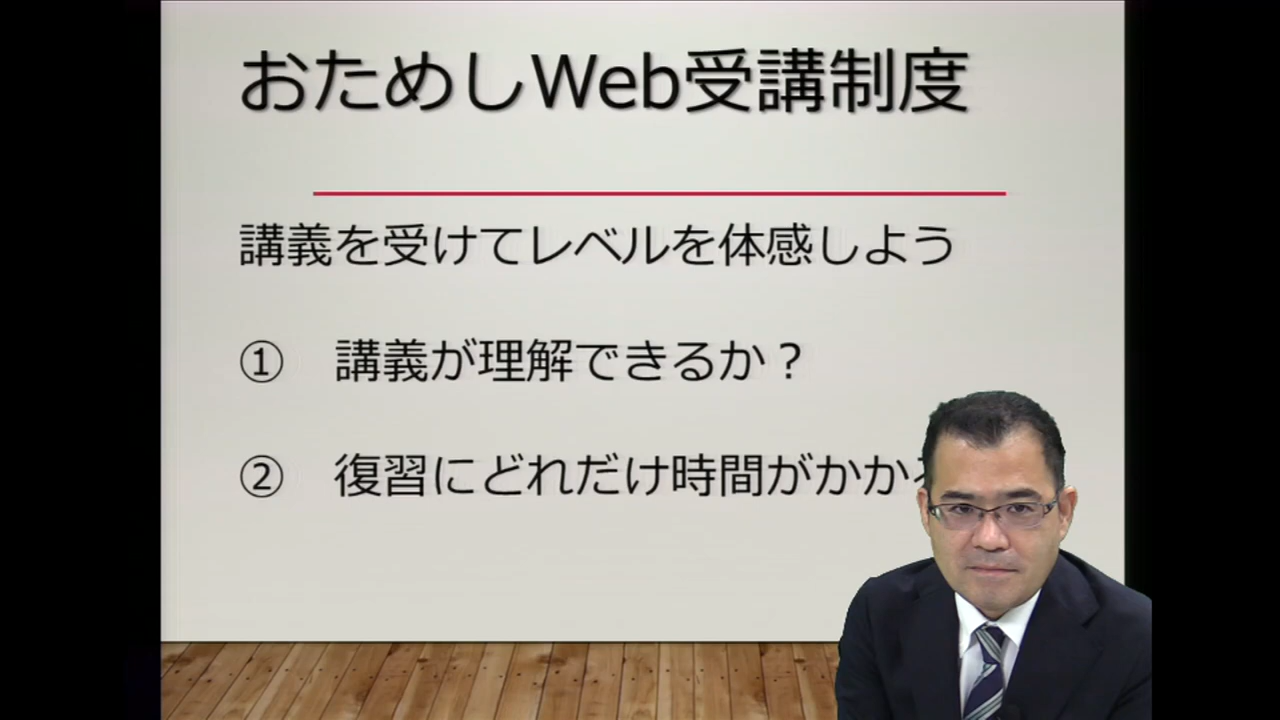 おためしWeb受講制度
講義を受けてレベルを体感しよう
① 講義が理解できるか？
② 復習にどれだけ時間がかか